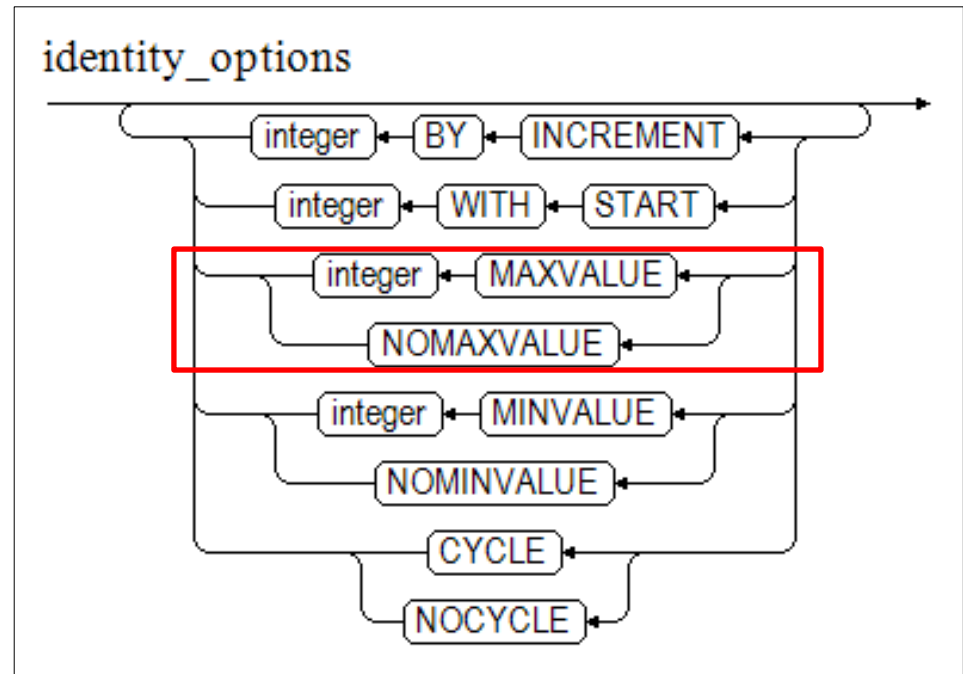 identity_options
integer BY INCREMENT
integer WITH START
integer MAXVALUE
NOMAXVALUE
integer MINVALUE
NOMINVALUE
CYCLE
NOCYCLE